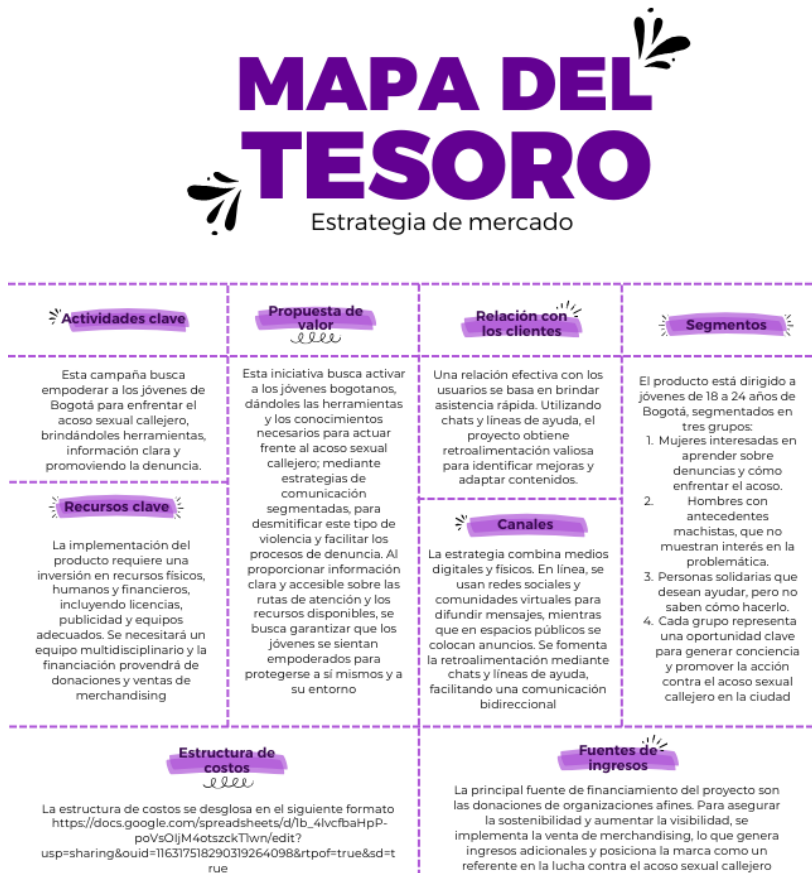 MAPA DEL
TESORO
Estrategia de mercado
Actividades clave
Esta campaña busca
empoderar a los jóvenes de
Bogotá para enfrentar el
acoso sexual callejero,
brindándoles herramientas,
información clara y
promoviendo la denuncia.
Recursos clave
La implementación del
producto requiere una
inversión en recursos físicos,
humanos y financieros,
incluyendo licencias,
publicidad y equipos
adecuados. Se necesitará un
equipo multidisciplinario y la
financiación provendrá de
donaciones y ventas de
merchandising
Propuesta de
valor
Esta iniciativa busca activar
a los jóvenes bogotanos,
dándoles las herramientas
y los conocimientos
necesarios para actuar
frente al acoso sexual
callejero; mediante
estrategias de
comunicación
segmentadas, para
desmitificar este tipo de
violencia y facilitar los
procesos de denuncia. Al
proporcionar información
clara y accesible sobre las
rutas de atención y los
recursos disponibles, se
busca garantizar que los
jóvenes se sientan
empoderados para
protegerse a sí mismos y a
su entorno
Relación con
los clientes
Una relación efectiva con los
usuarios se basa en brindar
asistencia rápida. Utilizando
chats y líneas de ayuda, el
proyecto obtiene
retroalimentación valiosa
para identificar mejoras y
adaptar contenidos.
Canales
La estrategia combina medios
digitales y físicos. En línea, se
usan redes sociales y
comunidades virtuales para
difundir mensajes, mientras
que en espacios públicos se
colocan anuncios. Se fomenta
la retroalimentación mediante
chats y líneas de ayuda,
facilitando una comunicación
bidireccional
Segmentos
El producto está dirigido a
jóvenes de 18 a 24 años de
Bogotá, segmentados en
tres grupos:
1. Mujeres interesadas en
aprender sobre
denuncias y cómo
enfrentar el acoso.
2. Hombres con
antecedentes
machistas, que no
muestran interés en la
problemática.
3. Personas solidarias que
desean ayudar, pero no
saben cómo hacerlo.
4. Cada grupo representa
una oportunidad clave
para generar conciencia
y promover la acción
contra el acoso sexual
callejero en la ciudad
Estructura de
costos
La estructura de costos se desglosa en el siguiente formato
https://docs.google.com/spreadsheets/d/1b_4lvcfbaHpP-
poVsOljM4otszckTlwn/edit?
usp=sharing&ouid=116317518290319264098&rtpof=true&sd=t
rue
Fuentes de
ingresos
La principal fuente de financiamiento del proyecto son
las donaciones de organizaciones afines. Para asegurar
la sostenibilidad y aumentar la visibilidad, se
implementa la venta de merchandising, lo que genera
ingresos adicionales y posiciona la marca como un
referente en la lucha contra el acoso sexual callejero